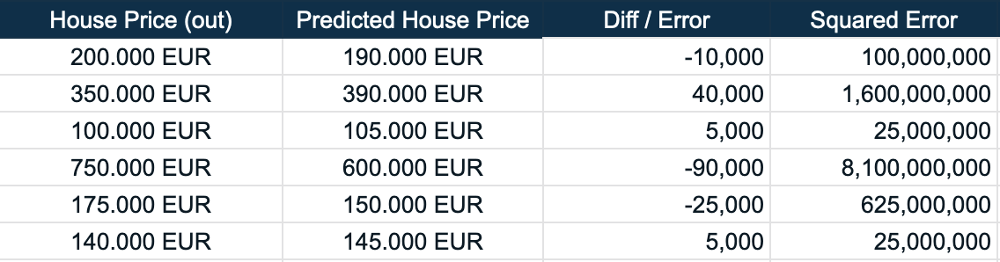 House Price (out) Predicted House Price Diff / Error Squared Error
200.000 EUR 190.000 EUR -10,000 100,000,000
350.000 EUR 390.000 EUR 40,000 1,600,000,000
100.000 EUR 105.000 EUR 5,000 25,000,000
750.000 EUR 600.000 EUR -90,000 8,100,000,000
175.000 EUR 150.000 EUR -25,000 625,000,000
140.000 EUR 145.000 EUR 5,000 25,000,000